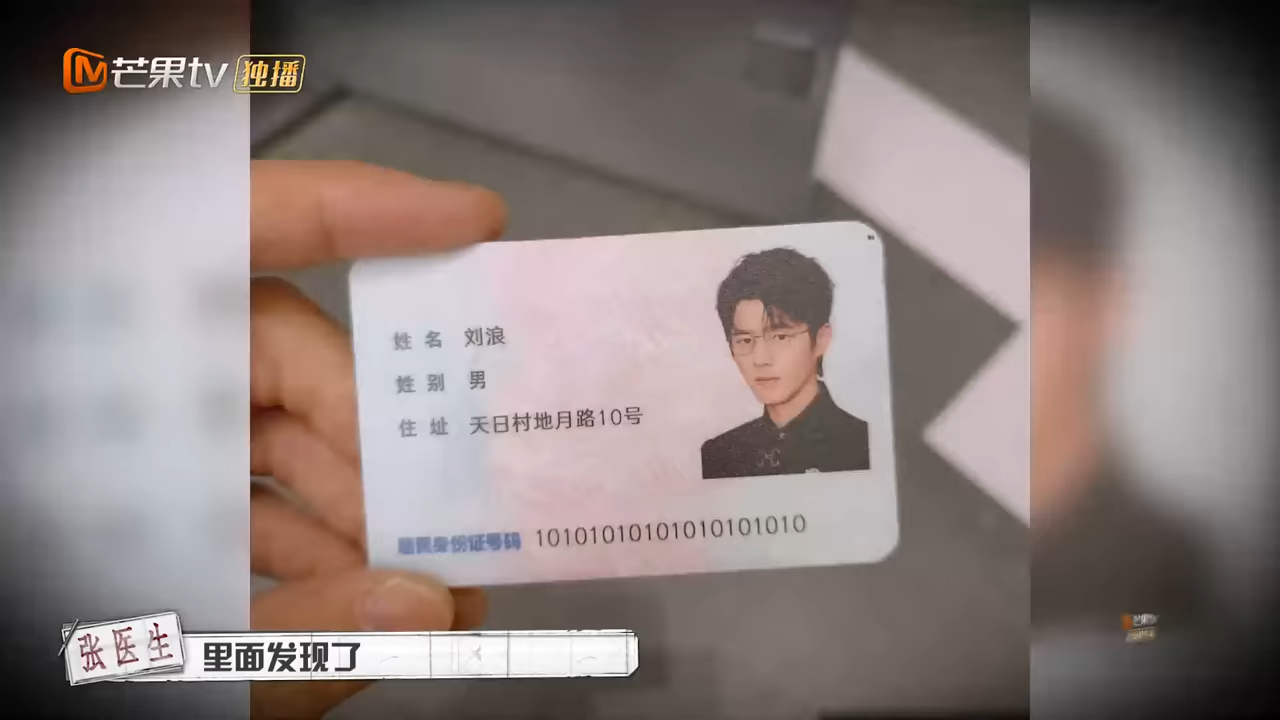 芒果tv 独播
姓名 刘浪
姓别 男
住址 天日村地月路10号
居民身份证号码 10101010101010101010
张医生 里面发现了